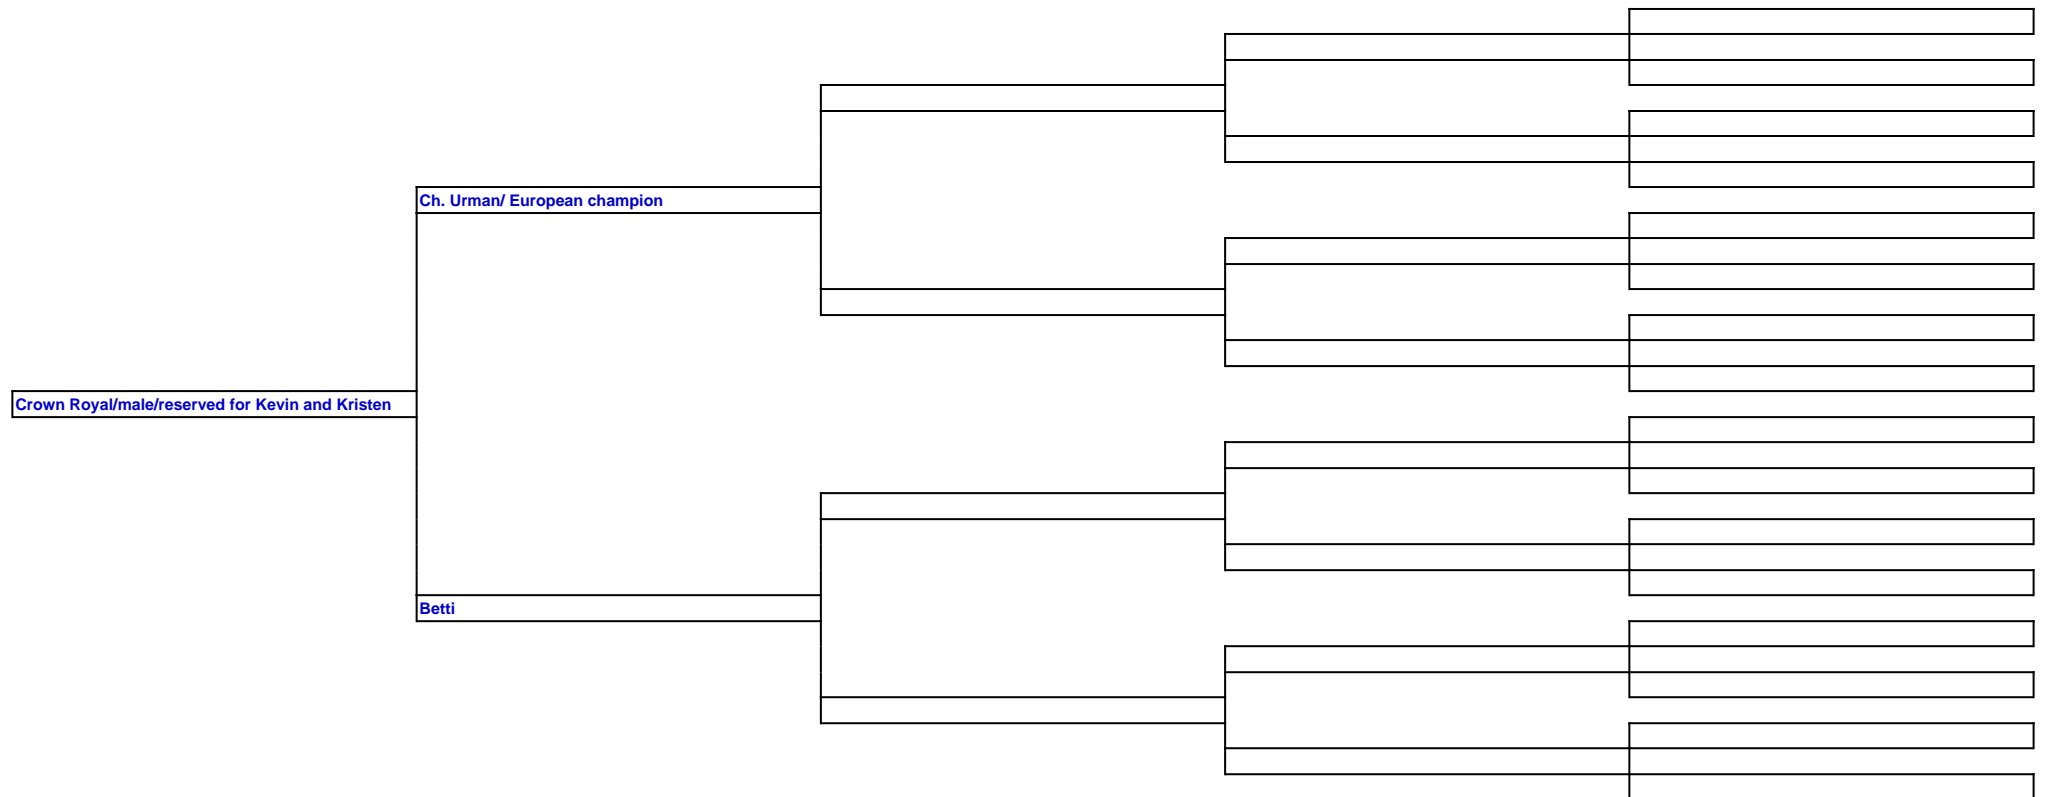 Ch. Urman/ European champion
Crown Royal/male/reserved for Kevin and Kristen
Betti